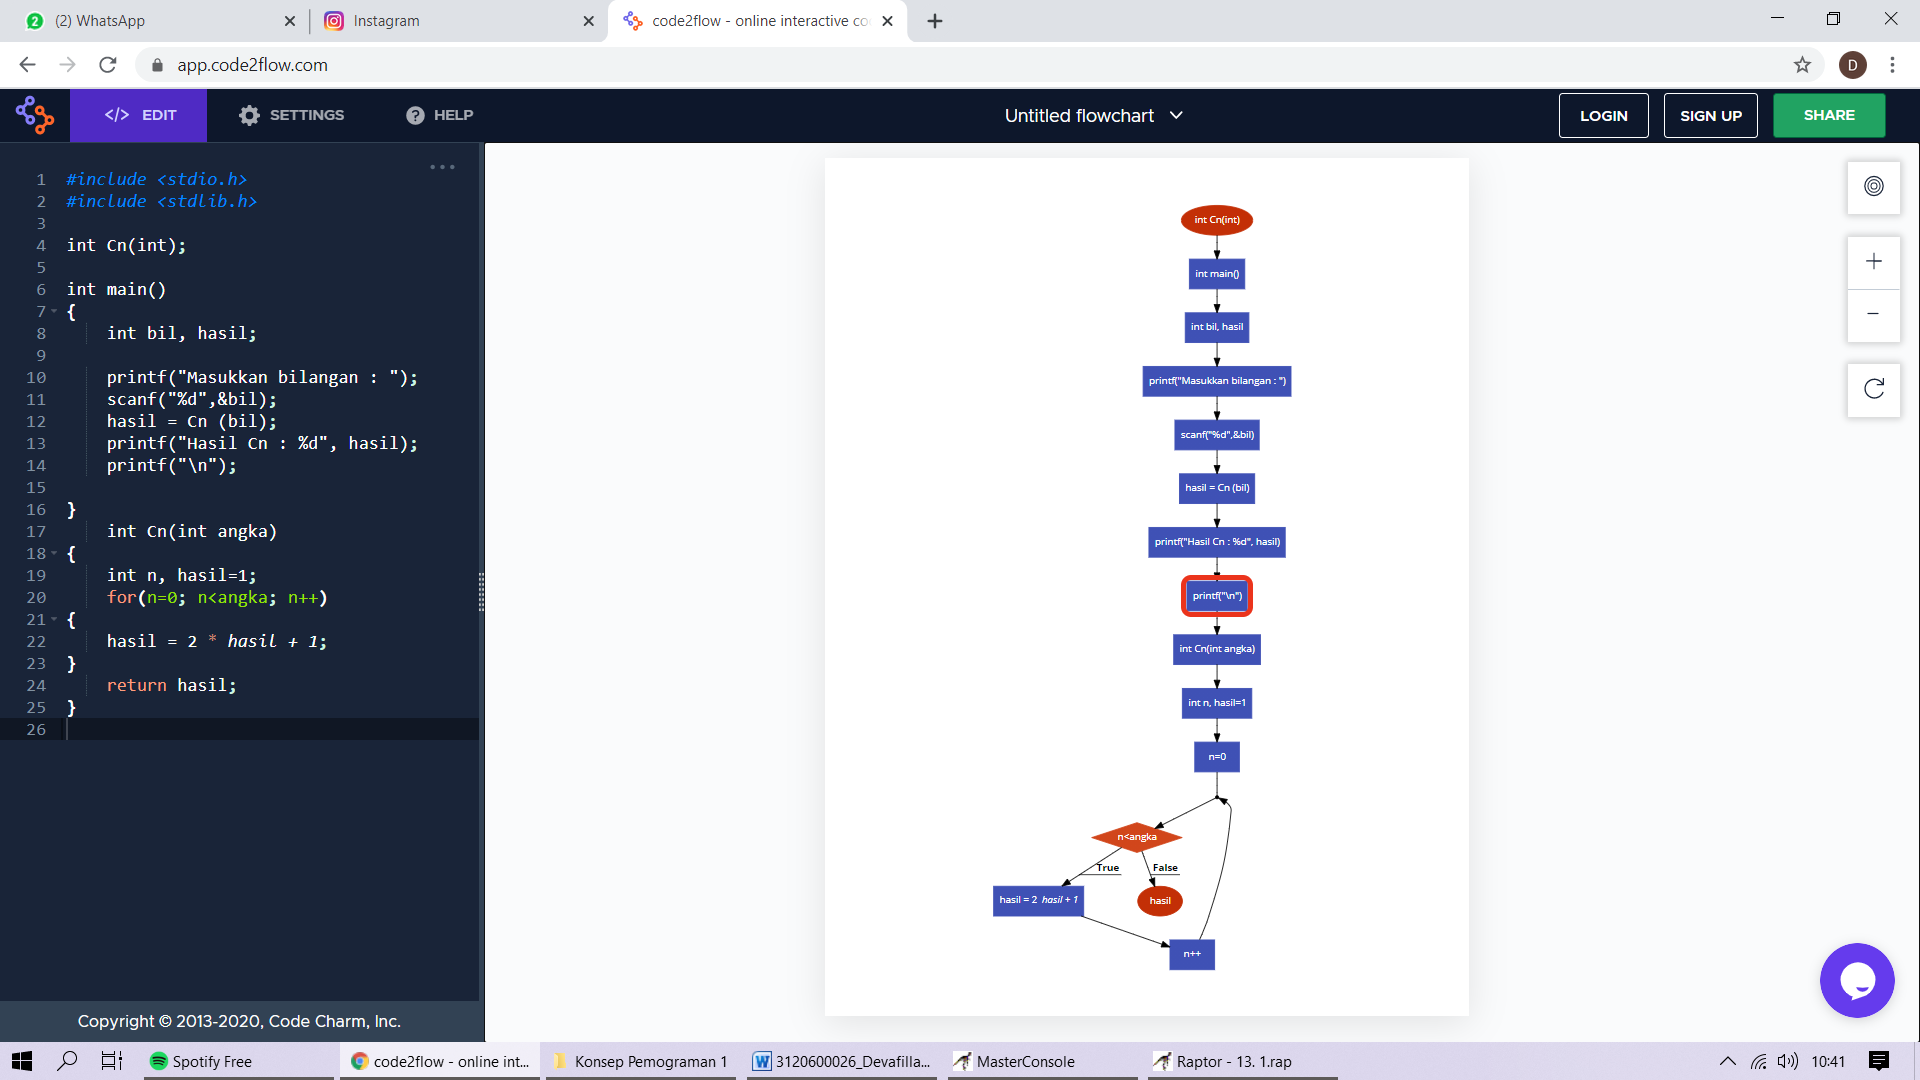 (2) WhatsApp
Instagram
code2flow - online interactive co
app.code2flow.com
D
</> EDIT
SETTINGS
? HELP
Untitled flowchart
LOGIN
SIGN UP
SHARE
1 #include <stdio.h>
2 #include <stdlib.h>
3
4 int Cn(int);
5
6 int main()
7 {
8 int bil, hasil;
9
10 printf("Masukkan bilangan : ");
11 scanf("%d",&bil);
12 hasil = Cn (bil);
13 printf("Hasil Cn : %d", hasil);
14 printf("\n");
15
16 }
17 int Cn(int angka)
18 {
19 int n, hasil=1;
20 for(n=0; n<angka; n++)
21 {
22 hasil = 2 * hasil + 1;
23 }
24 return hasil;
25 }
26
int Cn(int)
int main()
int bil, hasil
printf("Masukkan bilangan : ")
scanf("%d",&bil)
hasil = Cn (bil)
printf("Hasil Cn : %d", hasil)
printf("\n")
int Cn(int angka)
int n, hasil=1
n=0
n<angka
True
False
hasil = 2 hasil + 1
hasil
n++
Copyright © 2013-2020, Code Charm, Inc.
Spotify Free
code2flow - online int...
Konsep Pemograman 1
3120600026_Devafilla...
MasterConsole
Raptor - 13. 1.rap
10:41